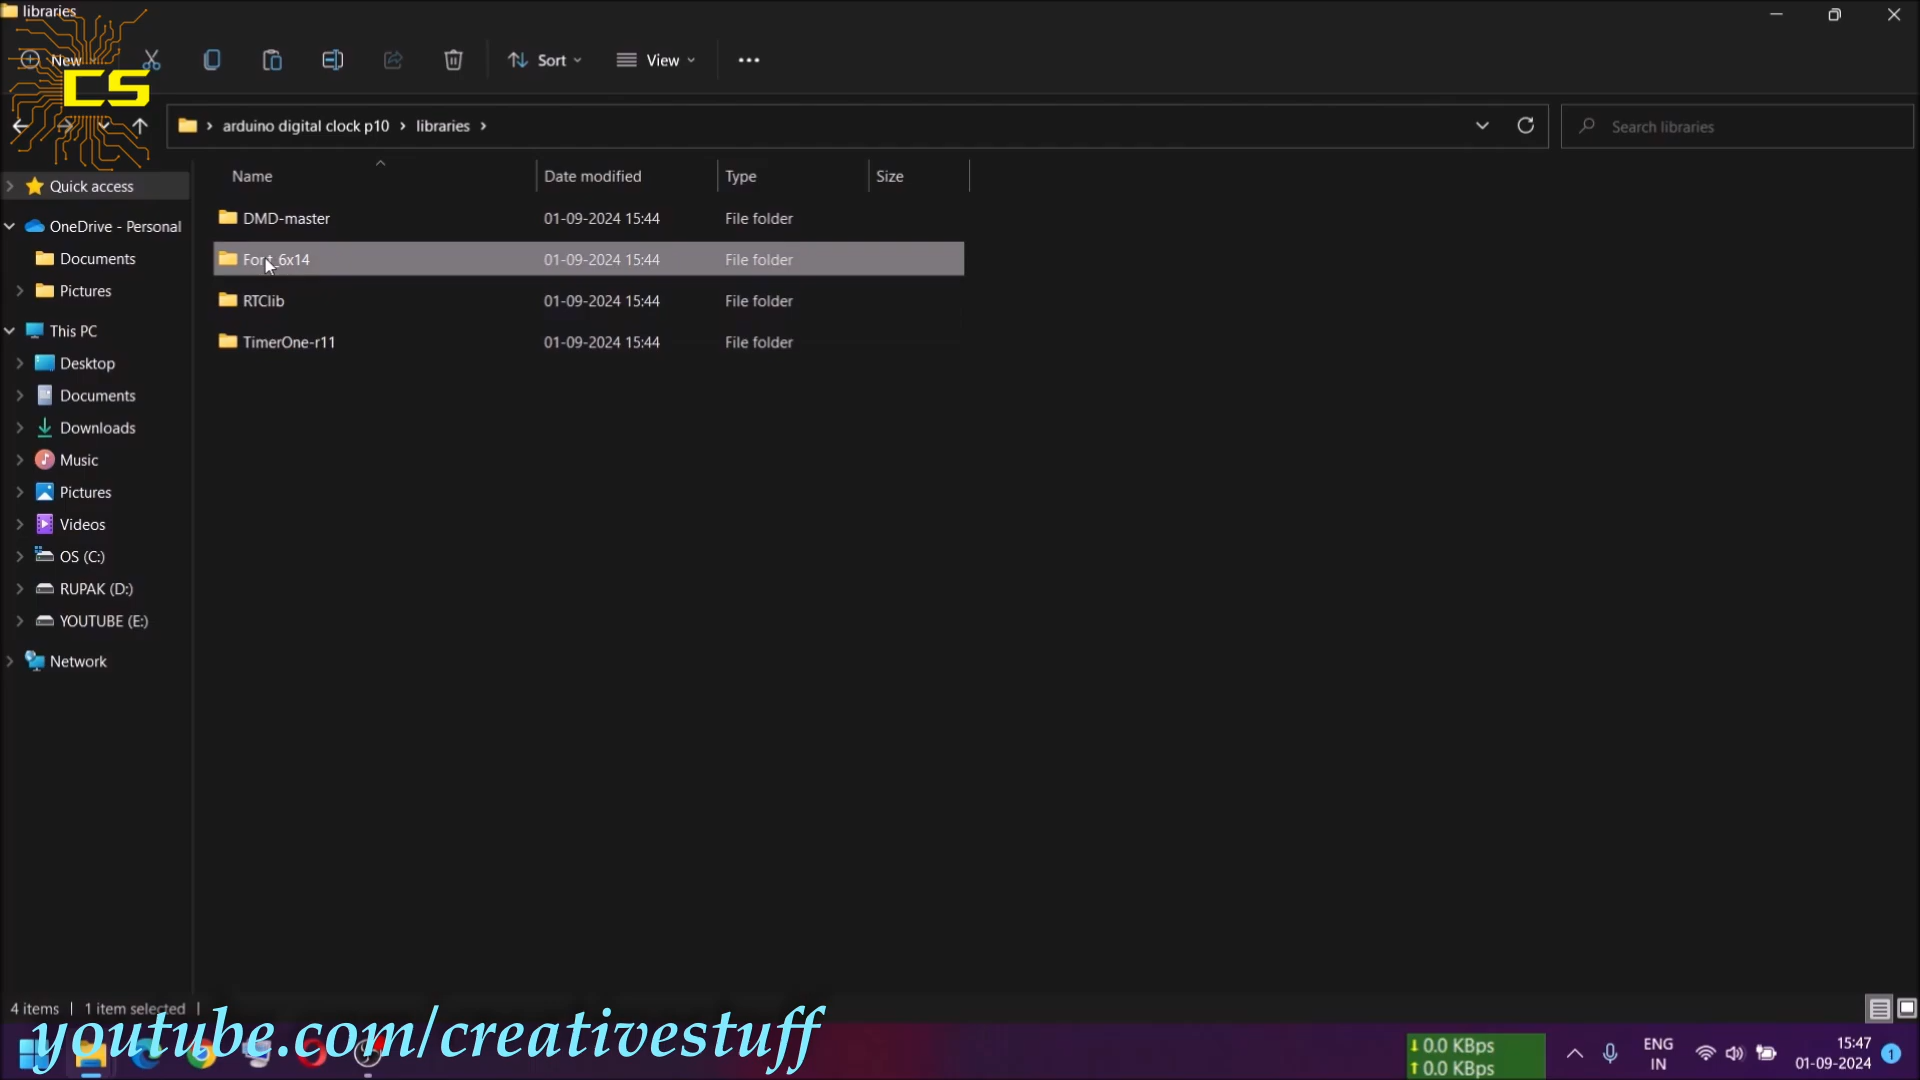 libraries
New
Sort
View
CS
arduino digital clock p10
libraries
Search libraries
Name
Date modified
Type
Size
Quick access
DMD-master
01-09-2024 15:44
File folder
OneDrive - Personal
Font_6x14
01-09-2024 15:44
File folder
Documents
Pictures
RTClib
01-09-2024 15:44
File folder
This PC
TimerOne-r11
01-09-2024 15:44
File folder
Desktop
Documents
Downloads
Music
Pictures
Videos
OS (C:)
RUPAK (D:)
YOUTUBE (E:)
Network
4 items
1 item selected
youtube.com/creativestuff
0.0 KBps
0.0 KBps
ENG
IN
15:47
01-09-2024
1